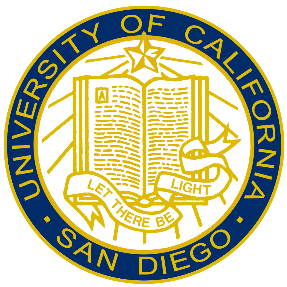 UNIVERSITY OF CALIFORNIA
· SAN DIEGO ·
A
LET THERE BE LIGHT